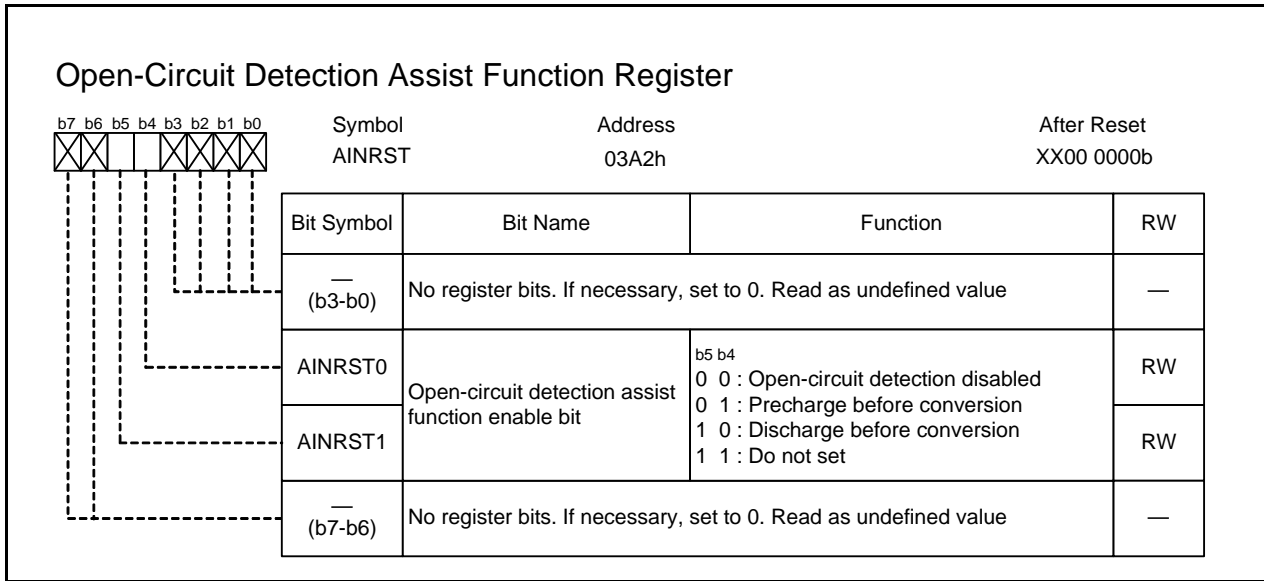 Open-Circuit Detection Assist Function Register
b7 b6 b5 b4 b3 b2 b1 b0
Symbol Address After Reset
AINRST 03A2h XX00 0000b
Bit Symbol Bit Name Function RW
—
(b3-b0)
No register bits. If necessary, set to 0. Read as undefined value
—
AINRST0
Open-circuit detection assist
function enable bit
b5 b4
0 0 : Open-circuit detection disabled
0 1 : Precharge before conversion
1 0 : Discharge before conversion
1 1 : Do not set
RW
AINRST1
RW
—
(b7-b6)
No register bits. If necessary, set to 0. Read as undefined value
—